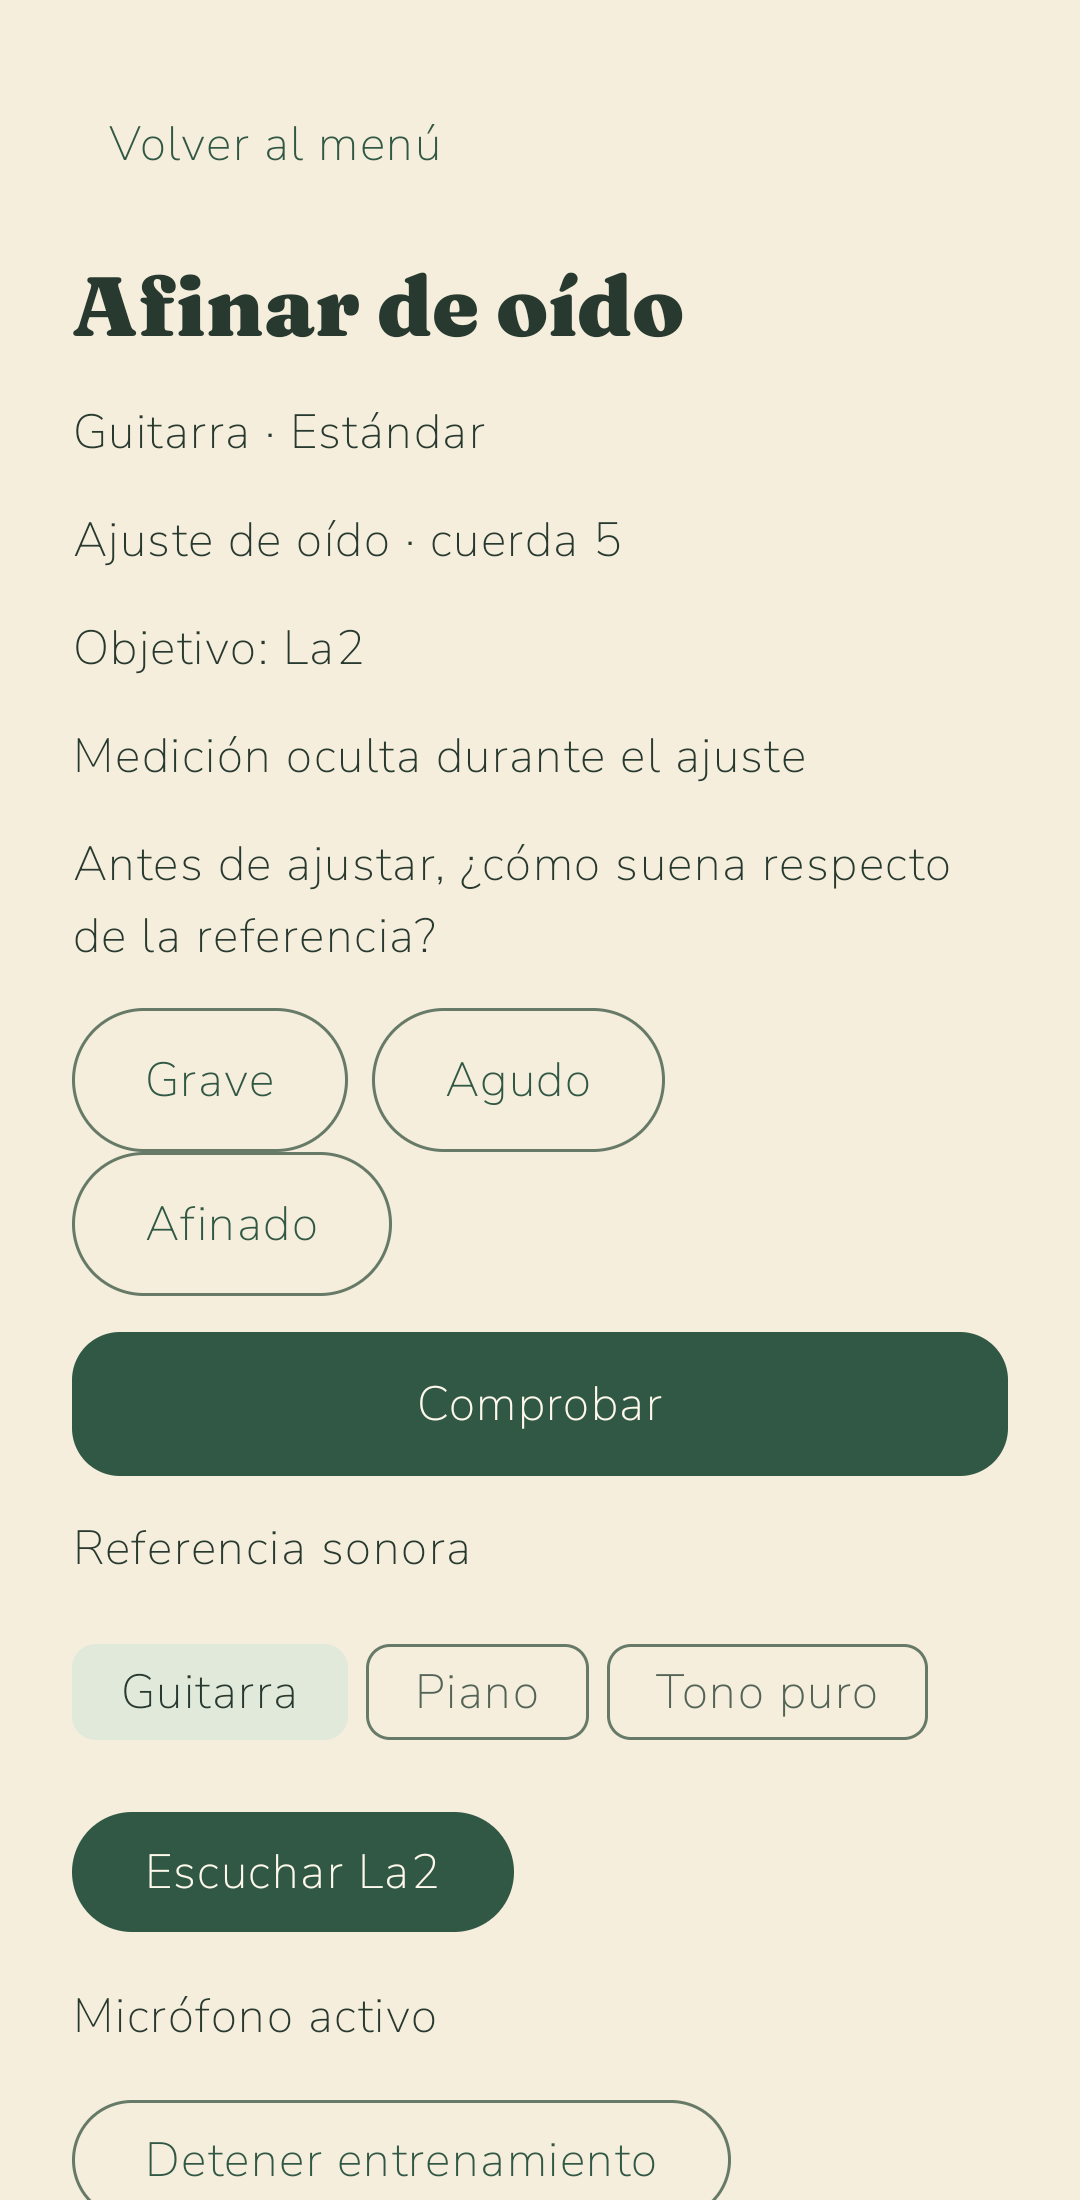 Volver al menú
Afinar de oído
Guitarra · Estándar
Ajuste de oído · cuerda 5
Objetivo: La2
Medición oculta durante el ajuste
Antes de ajustar, ¿cómo suena respecto
de la referencia?
Grave Agudo
Afinado
Comprobar
Referencia sonora
Guitarra Piano Tono puro
Escuchar La2
Micrófono activo
Detener entrenamiento